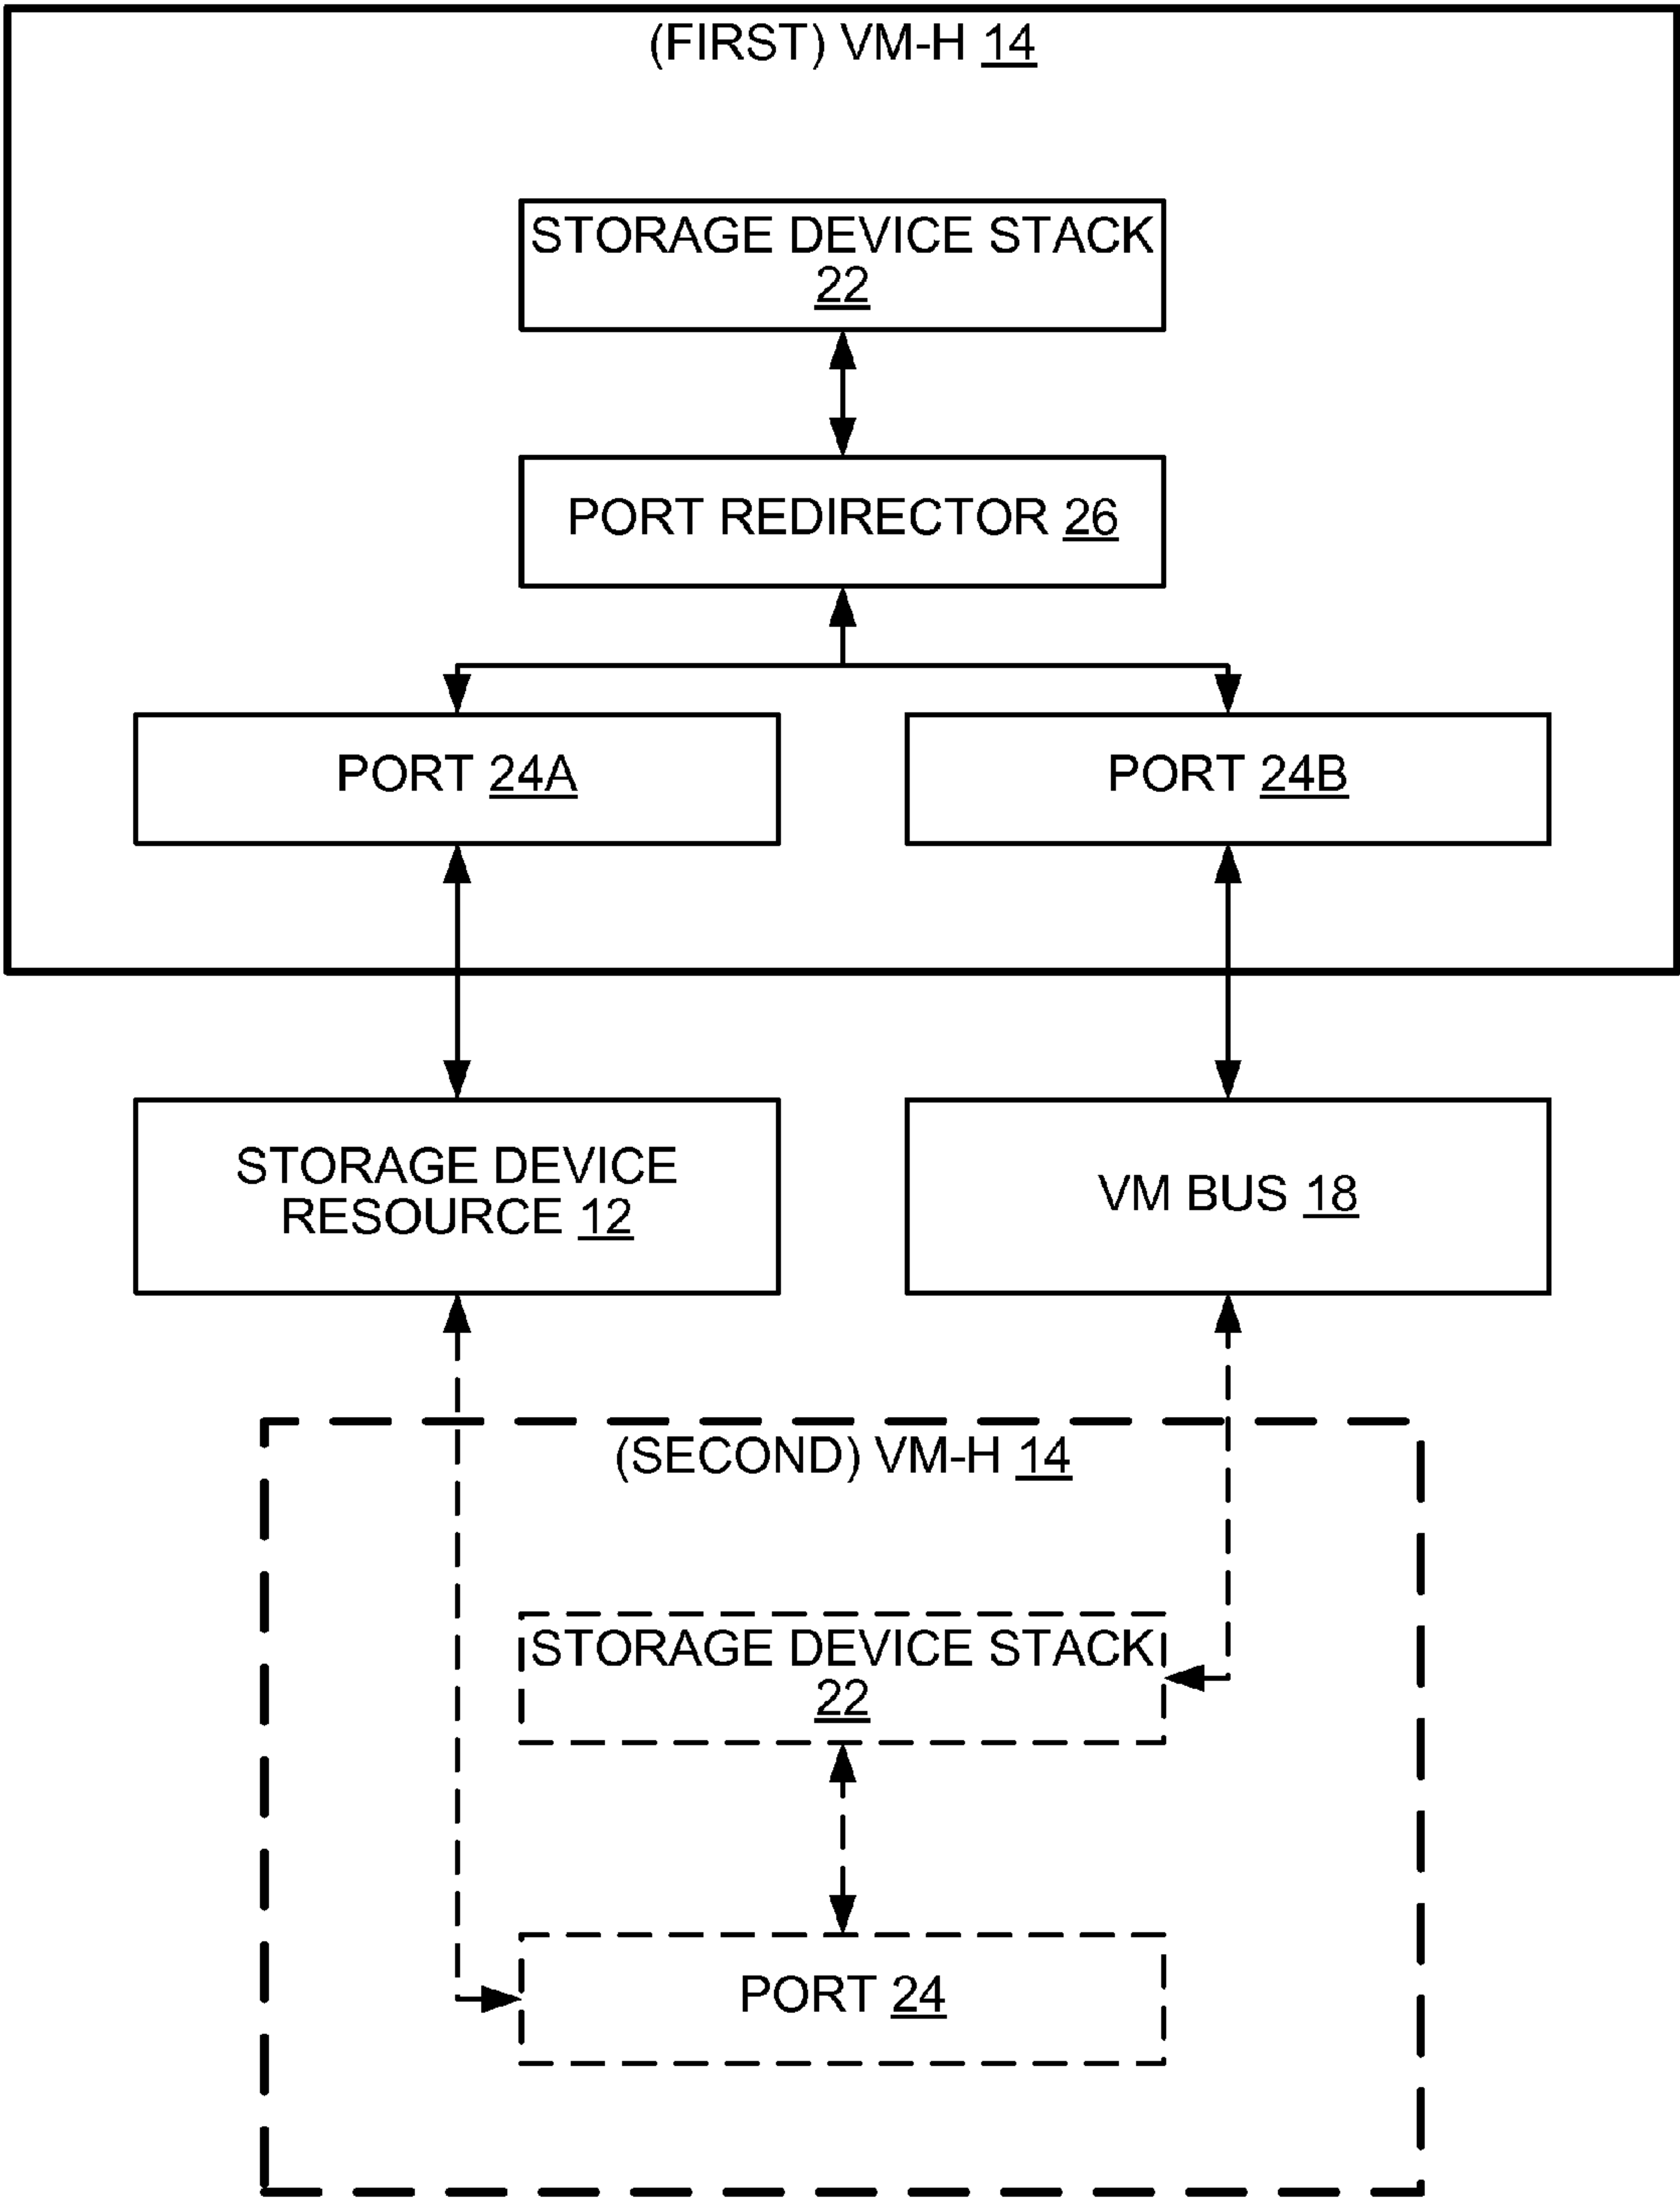 (FIRST) VM-H 14
STORAGE DEVICE STACK
22
PORT REDIRECTOR 26
PORT 24A
PORT 24B
STORAGE DEVICE
RESOURCE 12
VM BUS 18
(SECOND) VM-H 14
STORAGE DEVICE STACK
22
PORT 24